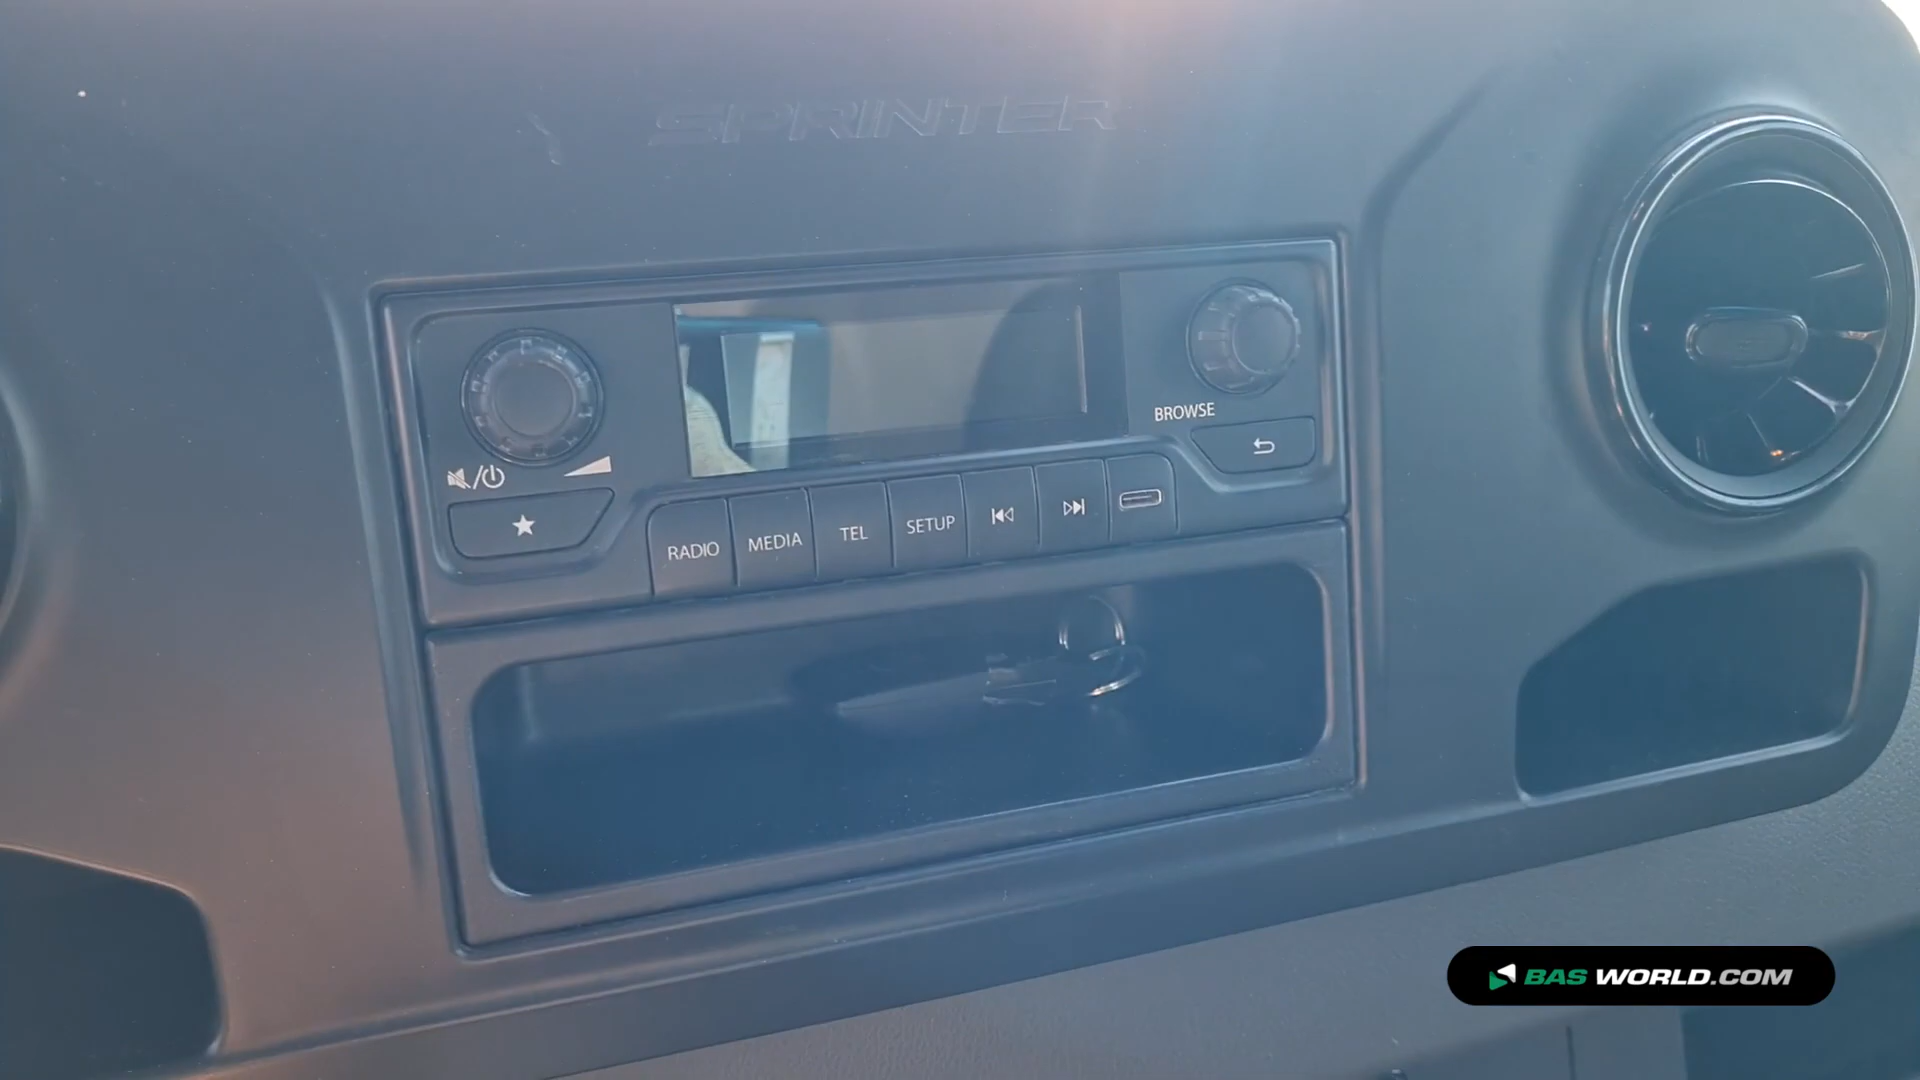 SPRINTER
BROWSE
RADIO
MEDIA
TEL
SETUP
BAS WORLD.COM